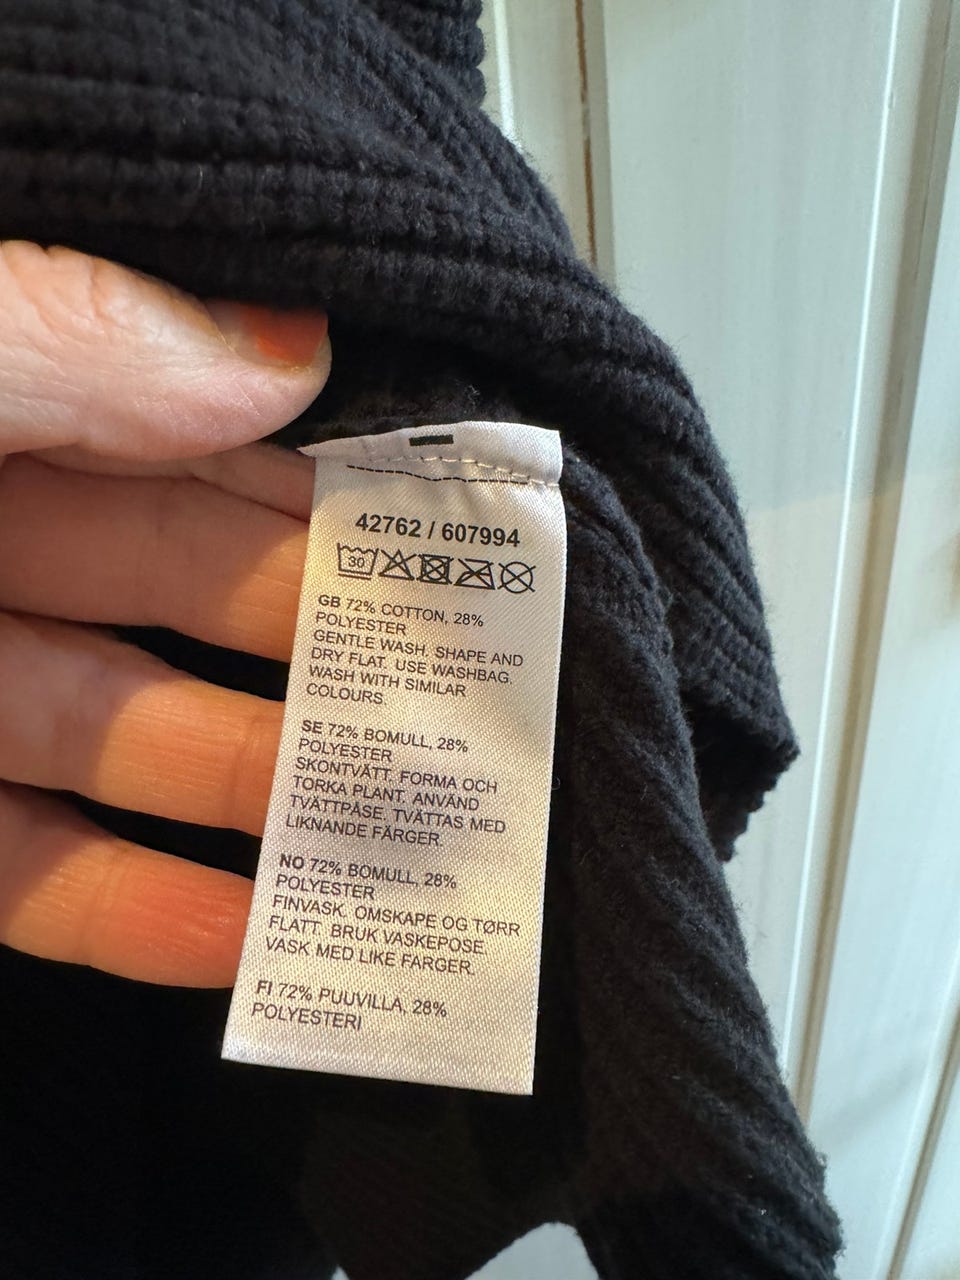 42762 / 607994
30
GB 72% COTTON, 28%
POLYESTER
GENTLE WASH. SHAPE AND
DRY FLAT. USE WASHBAG.
WASH WITH SIMILAR
COLOURS.
SE 72% BOMULL, 28%
POLYESTER
SKONTVÄTT. FORMA OCH
TORKA PLANT. ANVÄND
TVÄTTPÅSE, TVÄTTAS MED
LIKNANDE FÄRGER.
NO 72% BOMULL, 28%
POLYESTER
FINVASK. OMSKAPE OG TØRR
FLATT. BRUK VASKEPOSE.
VASK MED LIKE FARGER.
FI 72% PUUVILLA, 28%
POLYESTERI